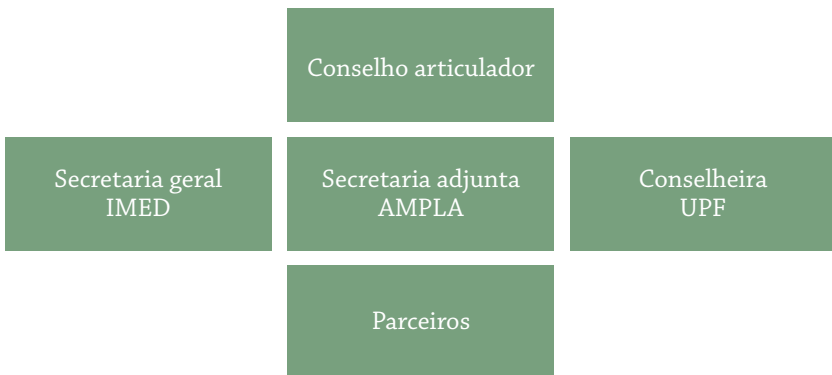 Conselho articulador
Secretaria geral
IMED
Secretaria adjunta
AMPLA
Conselheira
UPF
Parceiros